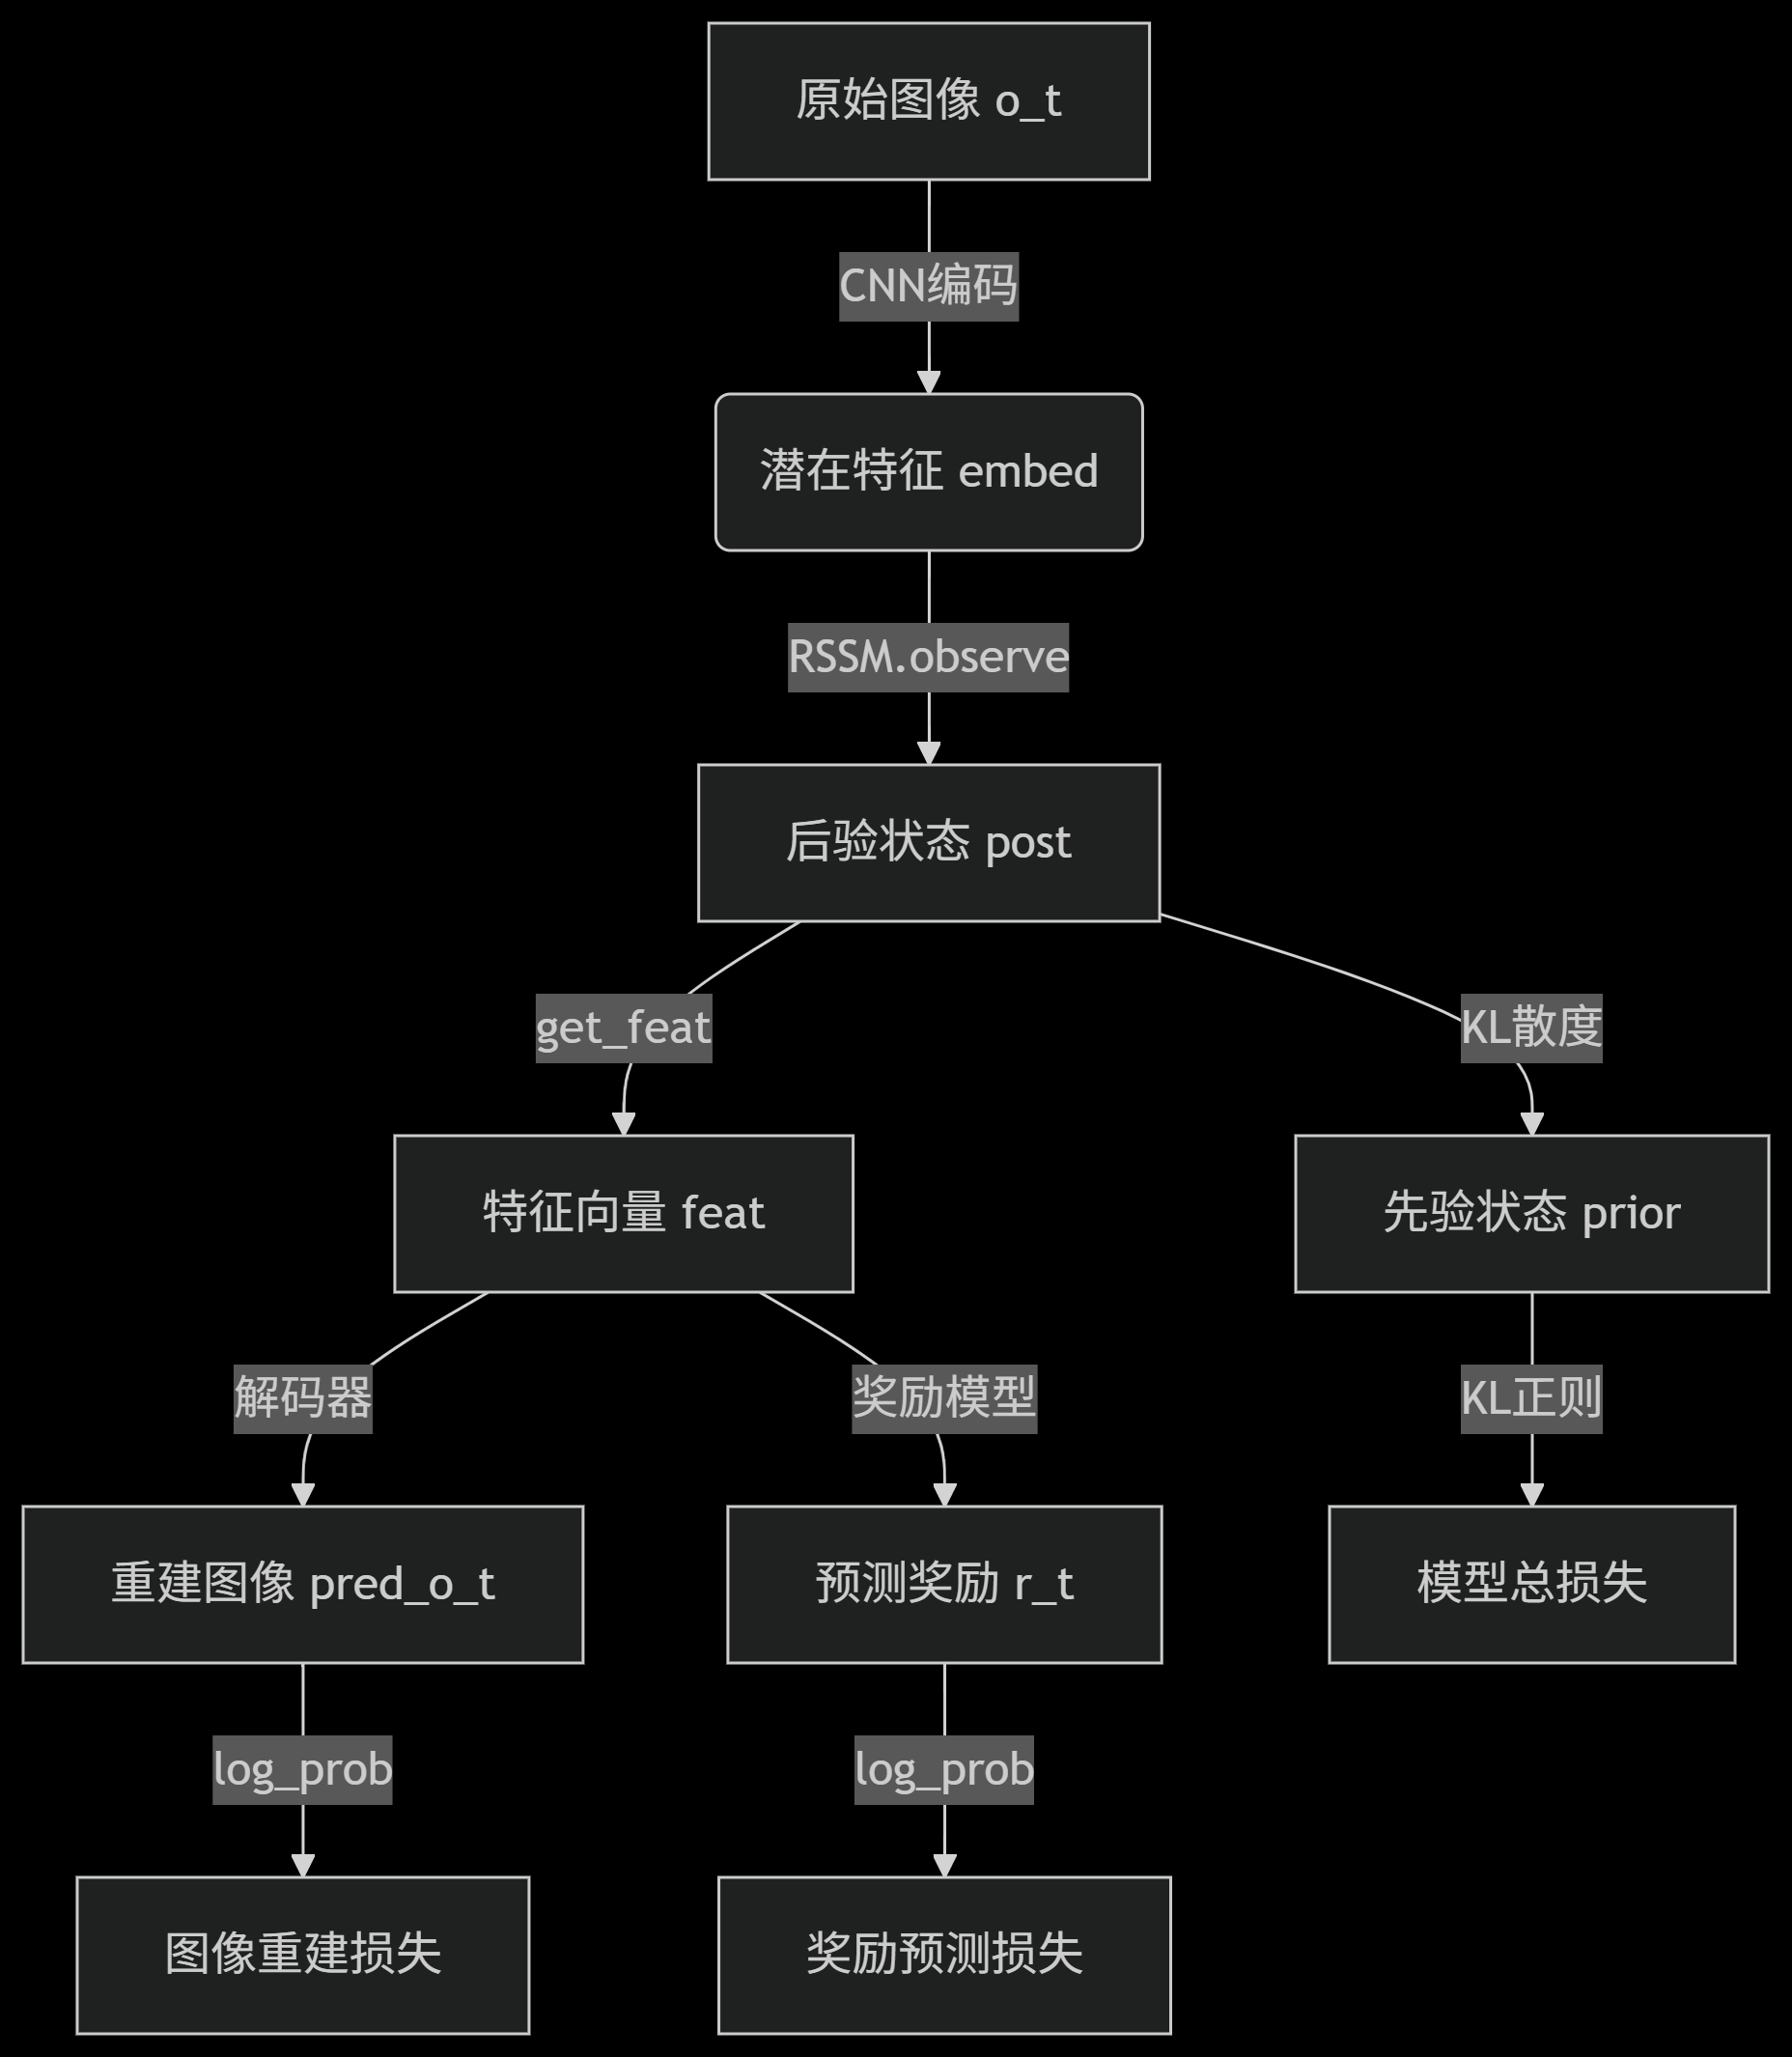 原始图像 o_t
CNN编码
潜在特征 embed
RSSM.observe
后验状态 post
get_feat
KL散度
特征向量 feat
先验状态 prior
解码器
奖励模型
KL正则
重建图像 pred_o_t
预测奖励 r_t
模型总损失
log_prob
log_prob
图像重建损失
奖励预测损失